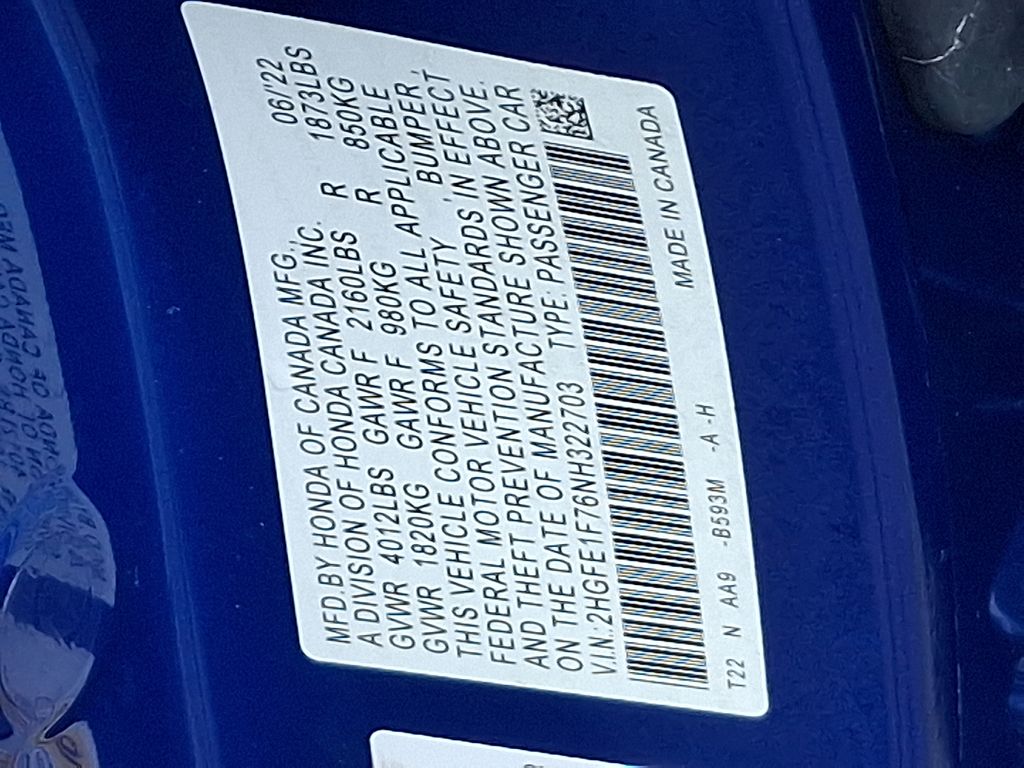 MFD.BY HONDA OF CANADA MFG., 06/'22
A DIVISION OF HONDA CANADA INC.
GVWR 4012LBS GAWR F 2160LBS R 1873LBS
GVWR 1820KG GAWR F 980KG R 850KG
THIS VEHICLE CONFORMS TO ALL APPLICABLE
FEDERAL MOTOR VEHICLE SAFETY , BUMPER,
AND THEFT PREVENTION STANDARDS IN EFFECT
ON THE DATE OF MANUFACTURE SHOWN ABOVE.
V.I.N.:2HGFE1F76NH322703 TYPE: PASSENGER CAR
T22 N AA9 -B593M -A -H MADE IN CANADA